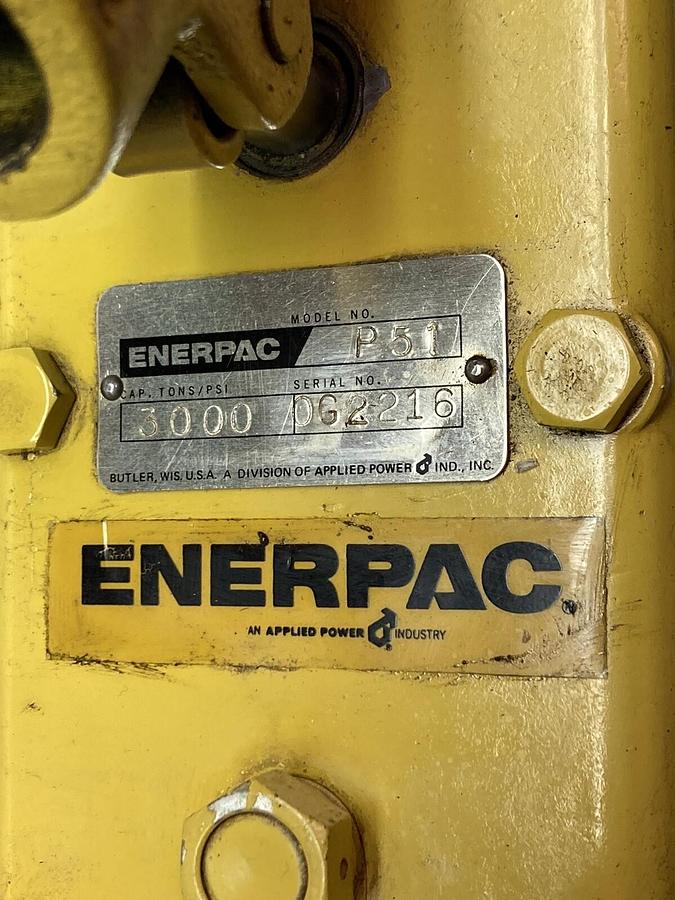 MODEL NO.
ENERPAC P51
CAP. TONS/PSI SERIAL NO.
3000 DG2216
BUTLER, WIS. U.S.A. A DIVISION OF APPLIED POWER IND., INC.
ENERPAC®
AN APPLIED POWER ® INDUSTRY